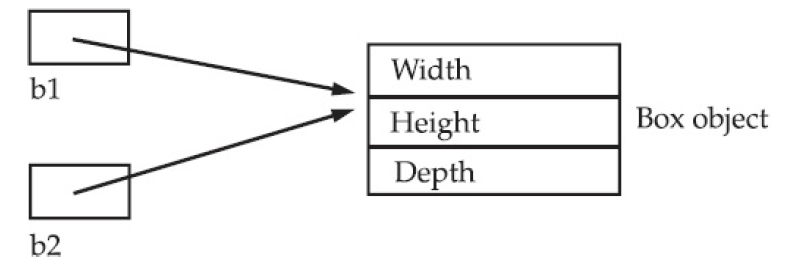 b1
Width
Height
Depth
Box object
b2